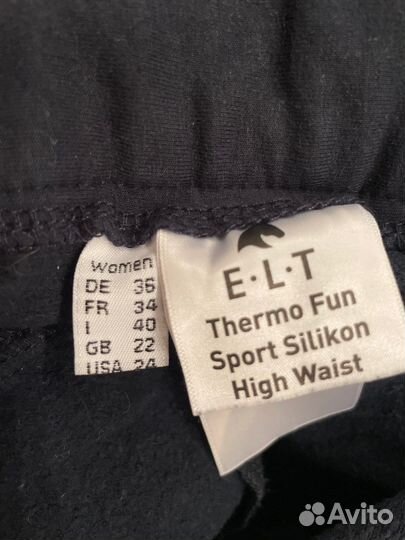 Women
DE 36
FR 34
I 40
GB 22
USA 24
E·L·T
Thermo Fun
Sport Silikon
High Waist
Avito